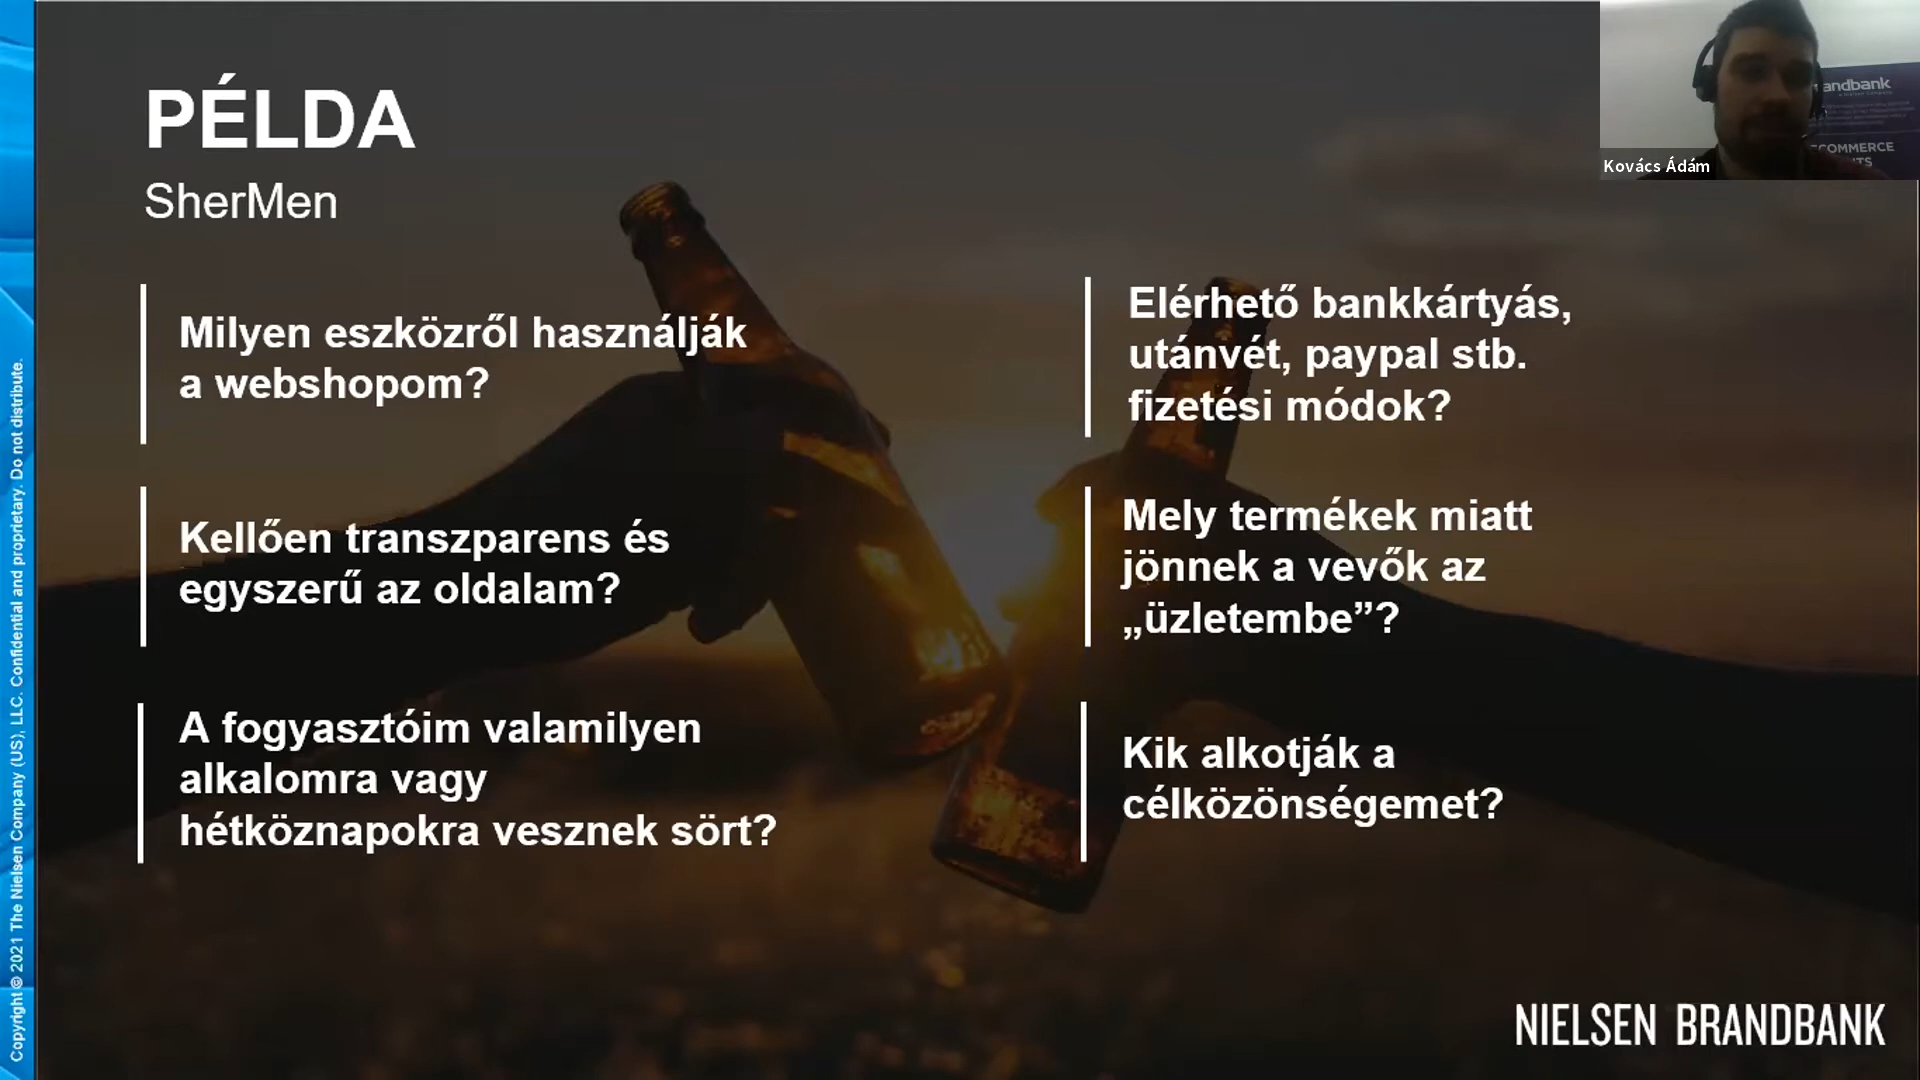 PÉLDA
SherMen
Milyen eszközről használják
a webshopom?
Kellően transzparens és
egyszerű az oldalam?
A fogyasztóim valamilyen
alkalomra vagy
hétköznapokra vesznek sört?
Elérhető bankkártyás,
utánvét, paypal stb.
fizetési módok?
Mely termékek miatt
jönnek a vevők az
„üzletembe”?
Kik alkotják a
célközönségemet?
NIELSEN BRANDBANK
Copyright © 2021 The Nielsen Company (US), LLC. Confidential and proprietary. Do not distribute.
andbank
COMMERCE
Kovács Ádám